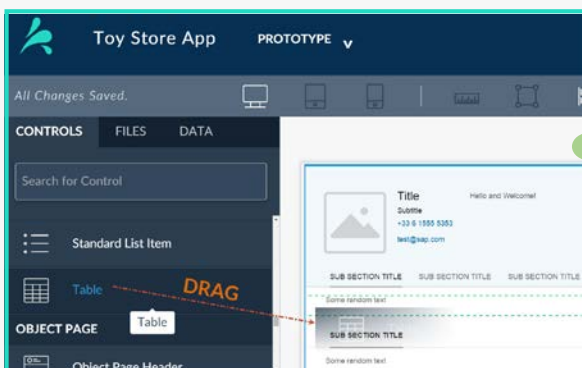 Toy Store App PROTOTYPE
All Changes Saved.
CONTROLS FILES DATA
Search for Control
Standard List Item
Table
DRAG
Table
OBJECT PAGE
Object Page Header
Title Hello and Welcome!
Subtitle
+33 6 1555 5353
test@sap.com
SUB SECTION TITLE SUB SECTION TITLE SUB SECTION TITLE
Some random text
SUB SECTION TITLE
Some random text